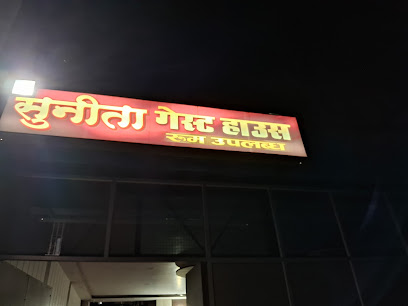 सुनीता गेस्ट हाउस
रूम उपलब्ध